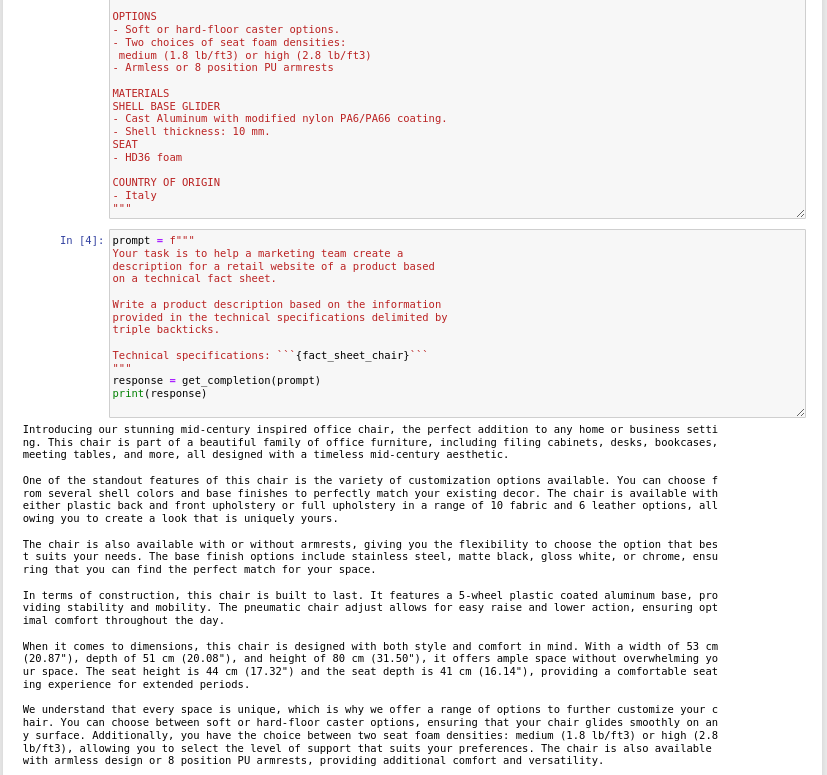 OPTIONS
- Soft or hard-floor caster options.
- Two choices of seat foam densities:
 medium (1.8 lb/ft3) or high (2.8 lb/ft3)
- Armless or 8 position PU armrests

MATERIALS
SHELL BASE GLIDER
- Cast Aluminum with modified nylon PA6/PA66 coating.
- Shell thickness: 10 mm.
SEAT
- HD36 foam

COUNTRY OF ORIGIN
- Italy
"""

In [4]: prompt = f"""
Your task is to help a marketing team create a
description for a retail website of a product based
on a technical fact sheet.

Write a product description based on the information
provided in the technical specifications delimited by
triple backticks.

Technical specifications: ```{fact_sheet_chair}```
"""
response = get_completion(prompt)
print(response)

Introducing our stunning mid-century inspired office chair, the perfect addition to any home or business setti
ng. This chair is part of a beautiful family of office furniture, including filing cabinets, desks, bookcases,
meeting tables, and more, all designed with a timeless mid-century aesthetic.

One of the standout features of this chair is the variety of customization options available. You can choose f
rom several shell colors and base finishes to perfectly match your existing decor. The chair is available with
either plastic back and front upholstery or full upholstery in a range of 10 fabric and 6 leather options, all
owing you to create a look that is uniquely yours.

The chair is also available with or without armrests, giving you the flexibility to choose the option that bes
t suits your needs. The base finish options include stainless steel, matte black, gloss white, or chrome, ensu
ring that you can find the perfect match for your space.

In terms of construction, this chair is built to last. It features a 5-wheel plastic coated aluminum base, pro
viding stability and mobility. The pneumatic chair adjust allows for easy raise and lower action, ensuring opt
imal comfort throughout the day.

When it comes to dimensions, this chair is designed with both style and comfort in mind. With a width of 53 cm
(20.87"), depth of 51 cm (20.08"), and height of 80 cm (31.50"), it offers ample space without overwhelming yo
ur space. The seat height is 44 cm (17.32") and the seat depth is 41 cm (16.14"), providing a comfortable seat
ing experience for extended periods.

We understand that every space is unique, which is why we offer a range of options to further customize your c
hair. You can choose between soft or hard-floor caster options, ensuring that your chair glides smoothly on an
y surface. Additionally, you have the choice between two seat foam densities: medium (1.8 lb/ft3) or high (2.8
lb/ft3), allowing you to select the level of support that suits your preferences. The chair is also available
with armless design or 8 position PU armrests, providing additional comfort and versatility.